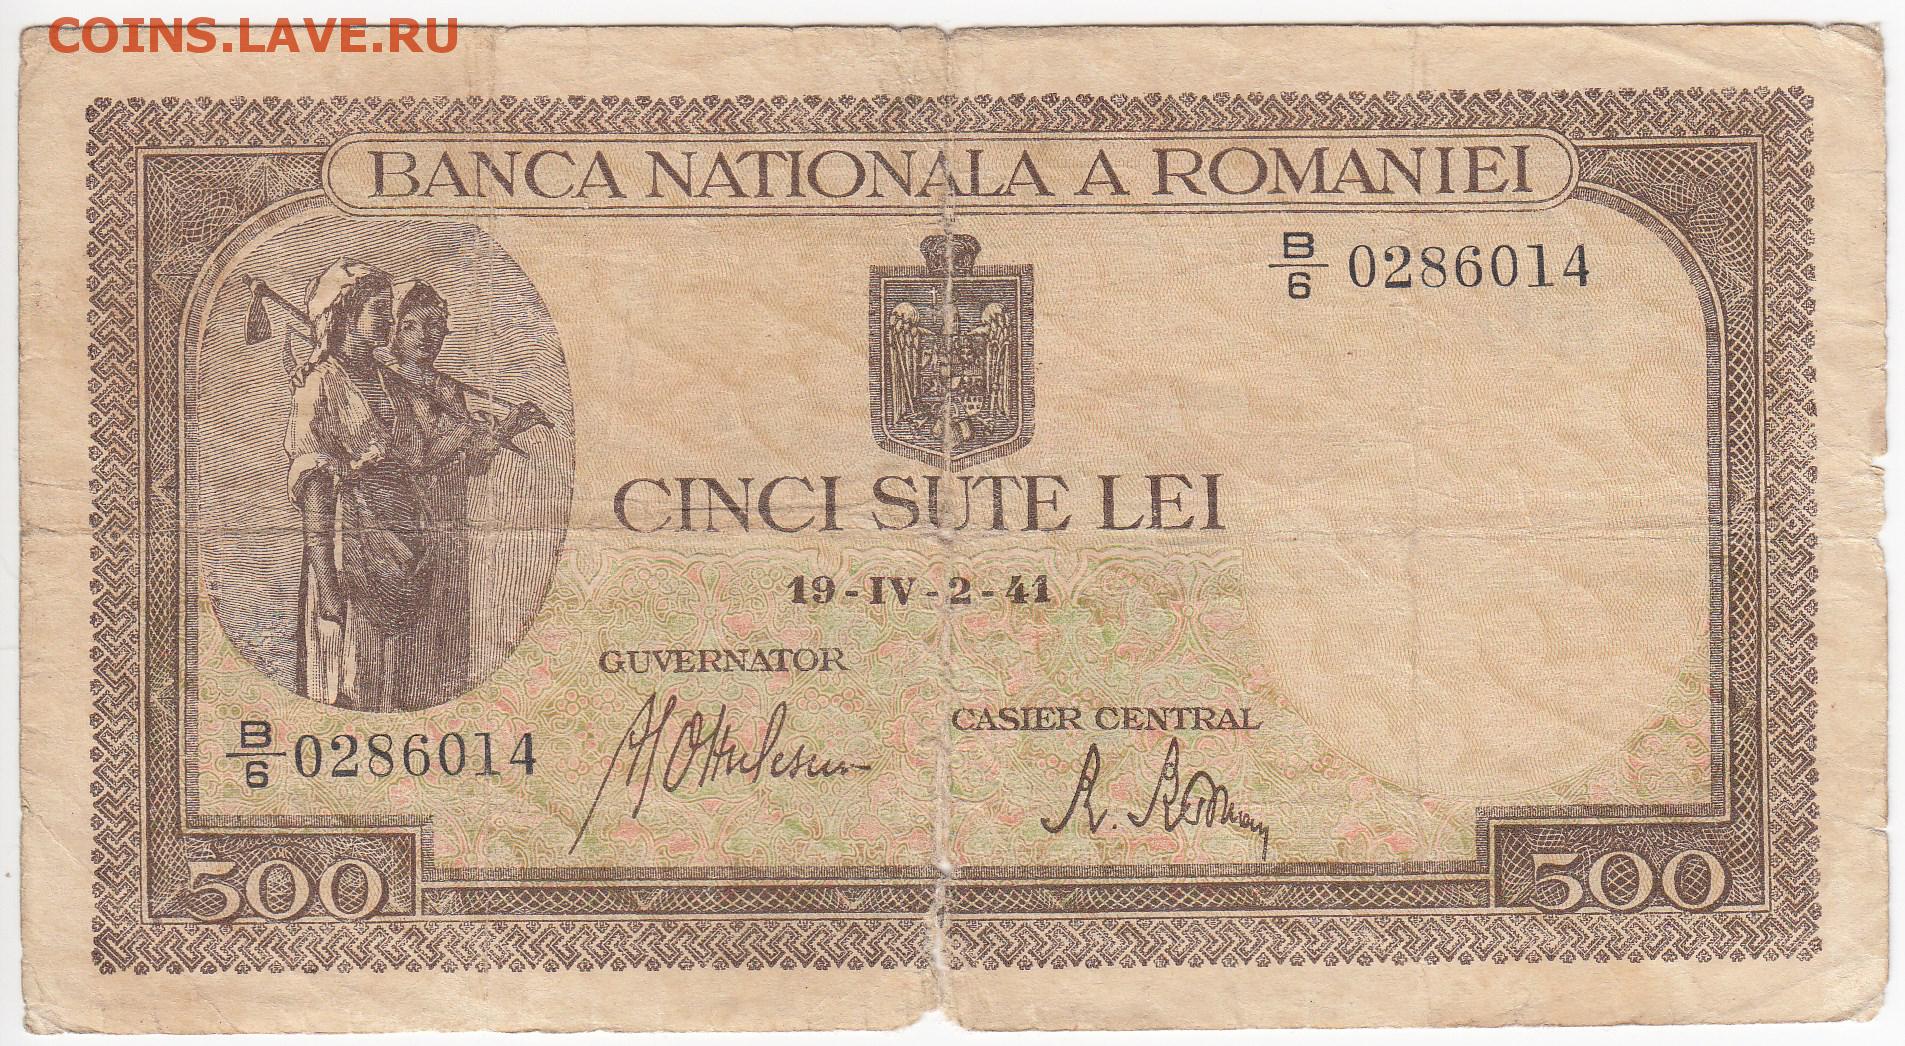 COINS.LAVE.RU
BANCA NATIONALA A ROMANIEI
B/6 0286014
CINCI SUTE LEI
19-IV-2-41
GUVERNATOR
CASIER CENTRAL
B/6 0286014
500
500